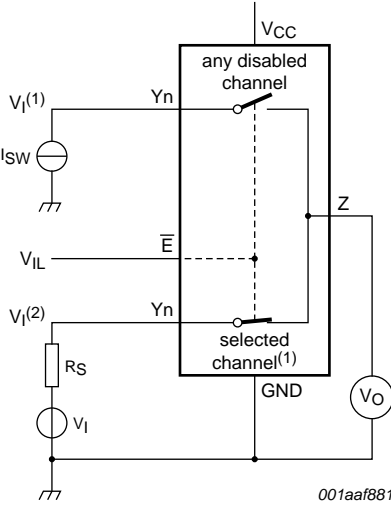 VCC
any disabled
channel
VI(1)
Yn
ISW
Z
E
VIL
VI(2)
Yn
selected
channel(1)
RS
GND
VI
VO
001aaf881